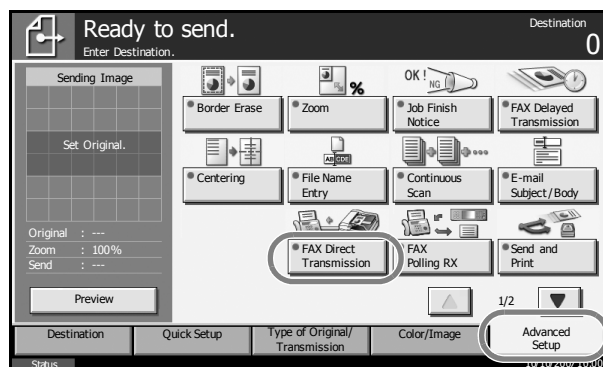 Ready to send.
Enter Destination.
Destination
0
Sending Image
Set Original.
Original : ---
Zoom : 100%
Send : ---
Preview
OK!
NG
%
Border Erase
Zoom
Job Finish
Notice
FAX Delayed
Transmission
AB CDE
Centering
File Name
Entry
Continuous
Scan
E-mail
Subject/Body
FAX Direct
Transmission
FAX
Polling RX
Send and
Print
1/2
Destination
Quick Setup
Type of Original/
Transmission
Color/Image
Advanced
Setup
Status